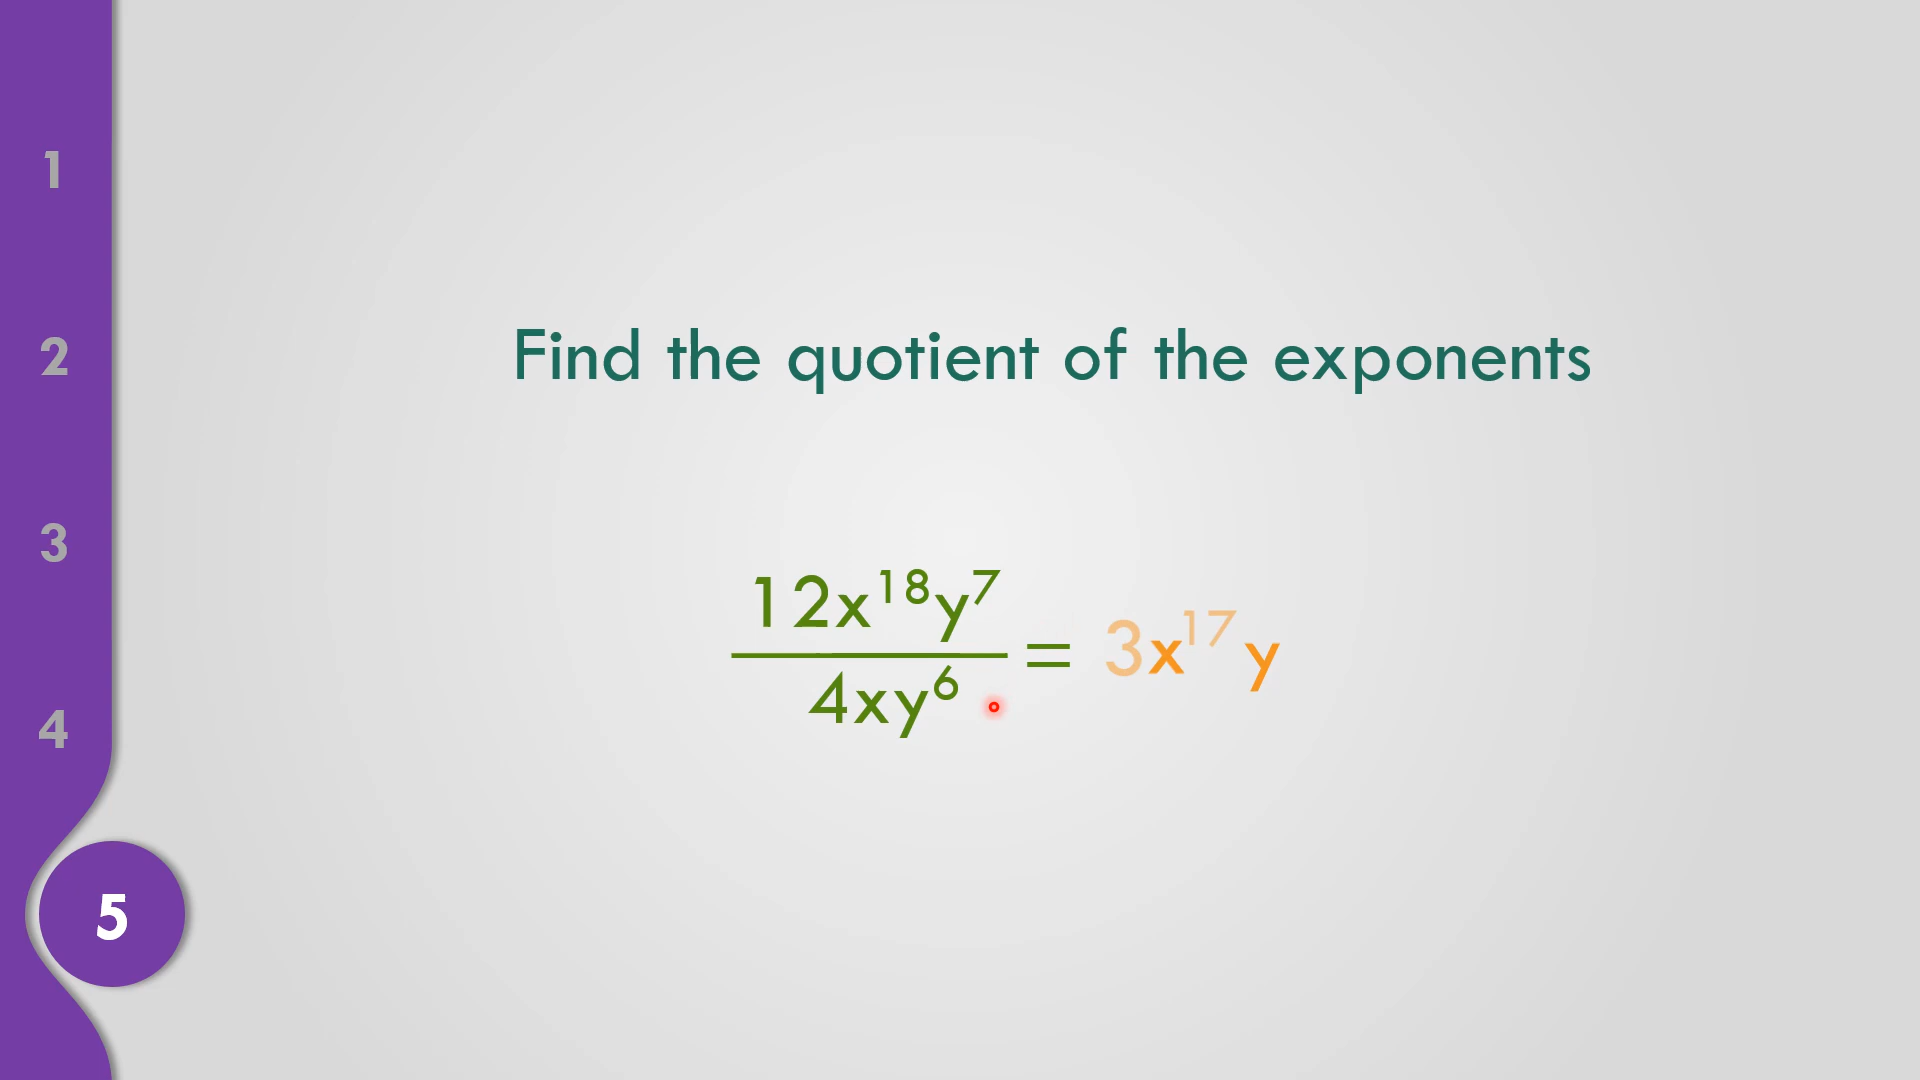 1
2
3
4
5
Find the quotient of the exponents
12x¹⁸y⁷
4xy⁶
= 3x¹⁷y